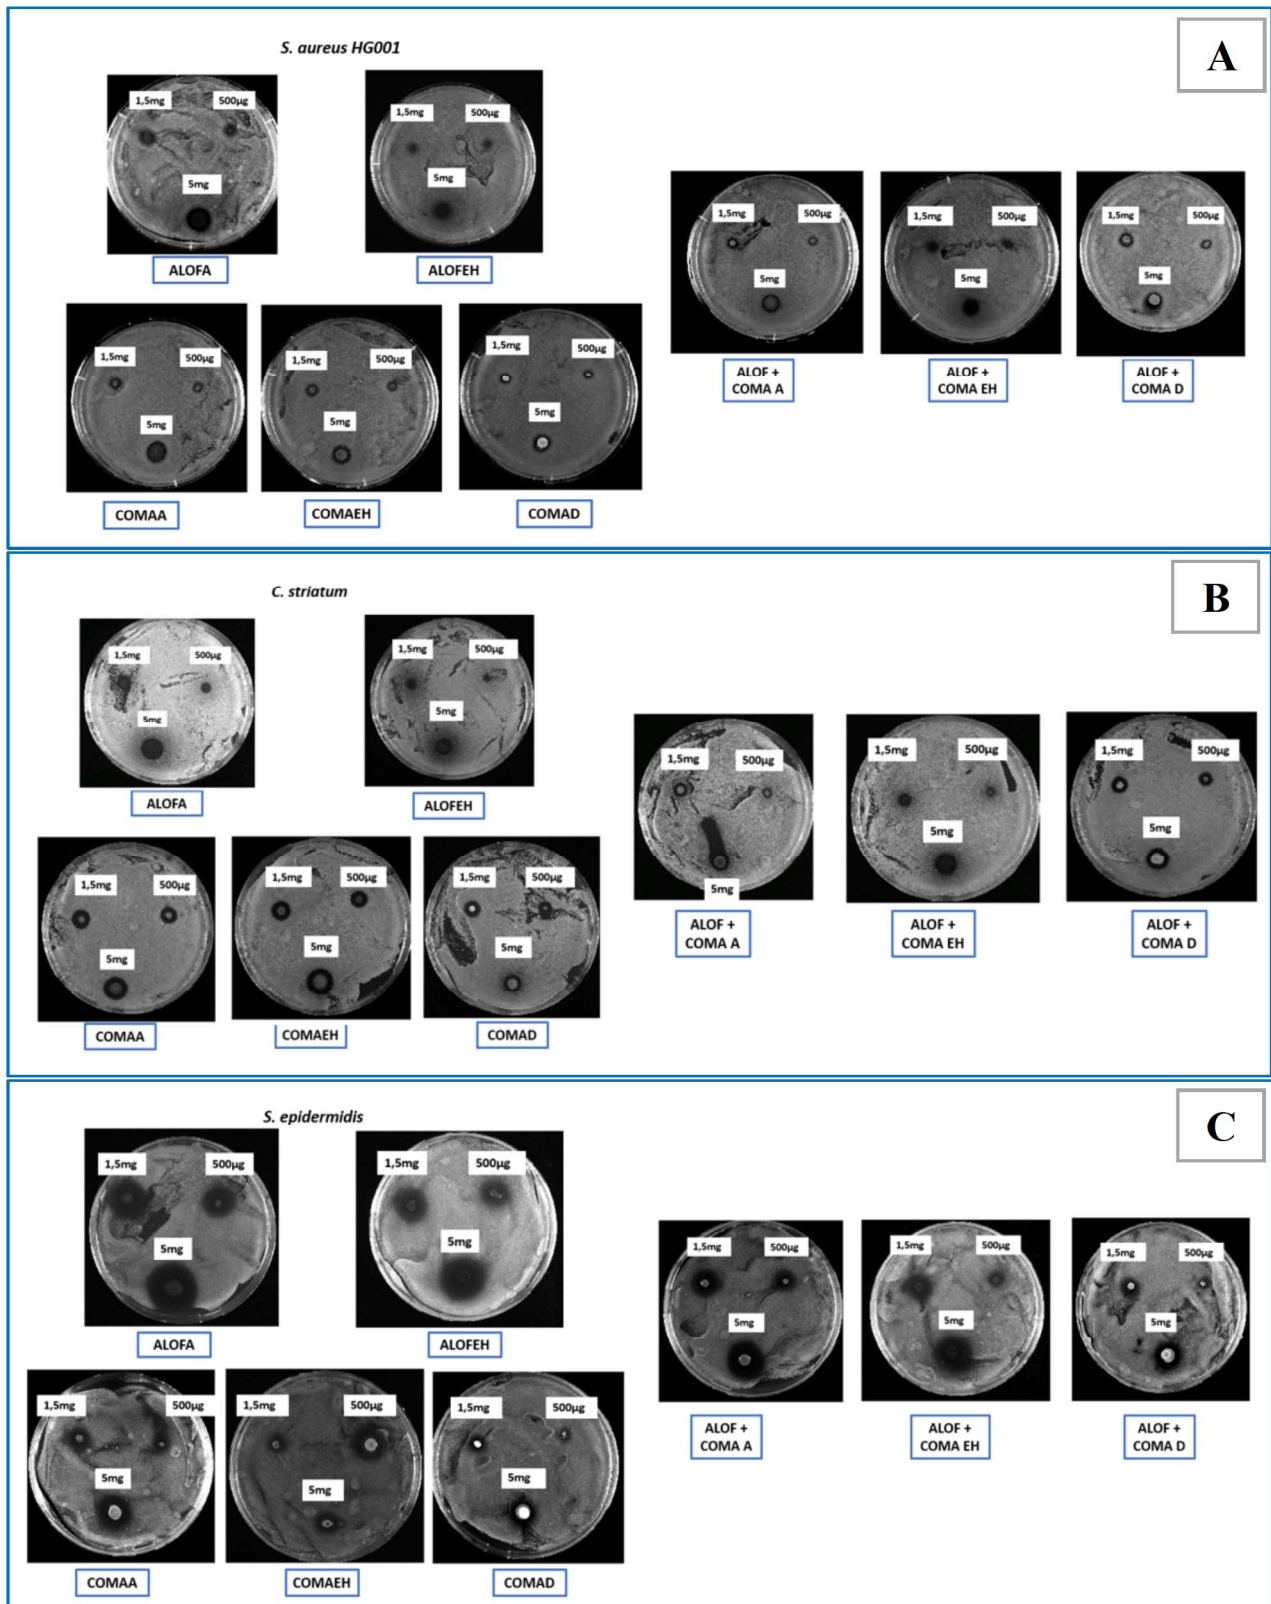 A
S. aureus HG001
1,5mg
500µg
5mg
ALOFA
1,5mg
500µg
5mg
ALOFEH
1,5mg
500µg
5mg
COMAA
1,5mg
500µg
5mg
COMAEH
1,5mg
500µg
5mg
COMAD
1,5mg
500µg
5mg
ALOF +
COMA A
1,5mg
500µg
5mg
ALOF +
COMA EH
1,5mg
500µg
5mg
ALOF +
COMA D
B
C. striatum
1,5mg
500µg
5mg
ALOFA
1,5mg
500µg
5mg
ALOFEH
1,5mg
500µg
5mg
COMAA
1,5mg
500µg
5mg
COMAEH
1,5mg
500µg
5mg
COMAD
1,5mg
500µg
5mg
ALOF +
COMA A
1,5mg
500µg
5mg
ALOF +
COMA EH
1,5mg
500µg
5mg
ALOF +
COMA D
C
S. epidermidis
1,5mg
500µg
5mg
ALOFA
1,5mg
500µg
5mg
ALOFEH
1,5mg
500µg
5mg
COMAA
1,5mg
500µg
5mg
COMAEH
1,5mg
500µg
5mg
COMAD
1,5mg
500µg
5mg
ALOF +
COMA A
1,5mg
500µg
5mg
ALOF +
COMA EH
1,5mg
500µg
5mg
ALOF +
COMA D